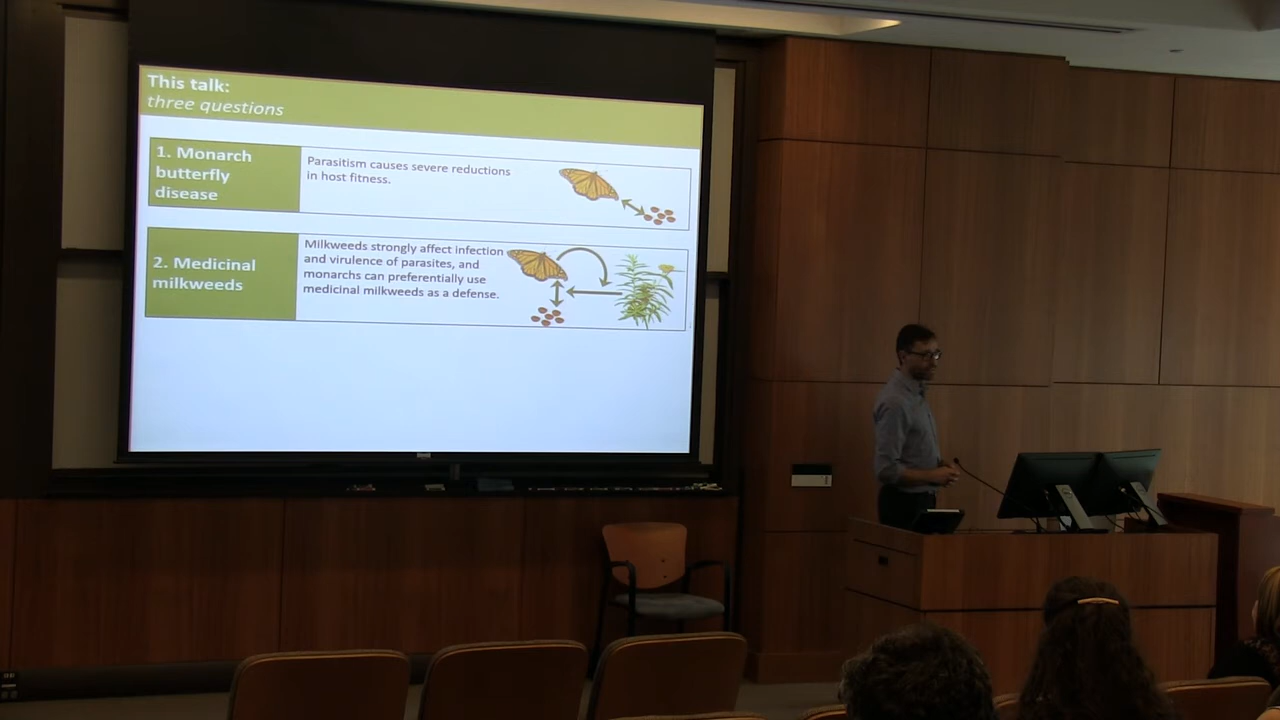 This talk:
three questions
1. Monarch
butterfly
disease
Parasitism causes severe reductions
in host fitness.
2. Medicinal
milkweeds
Milkweeds strongly affect infection
and virulence of parasites, and
monarchs can preferentially use
medicinal milkweeds as a defense.